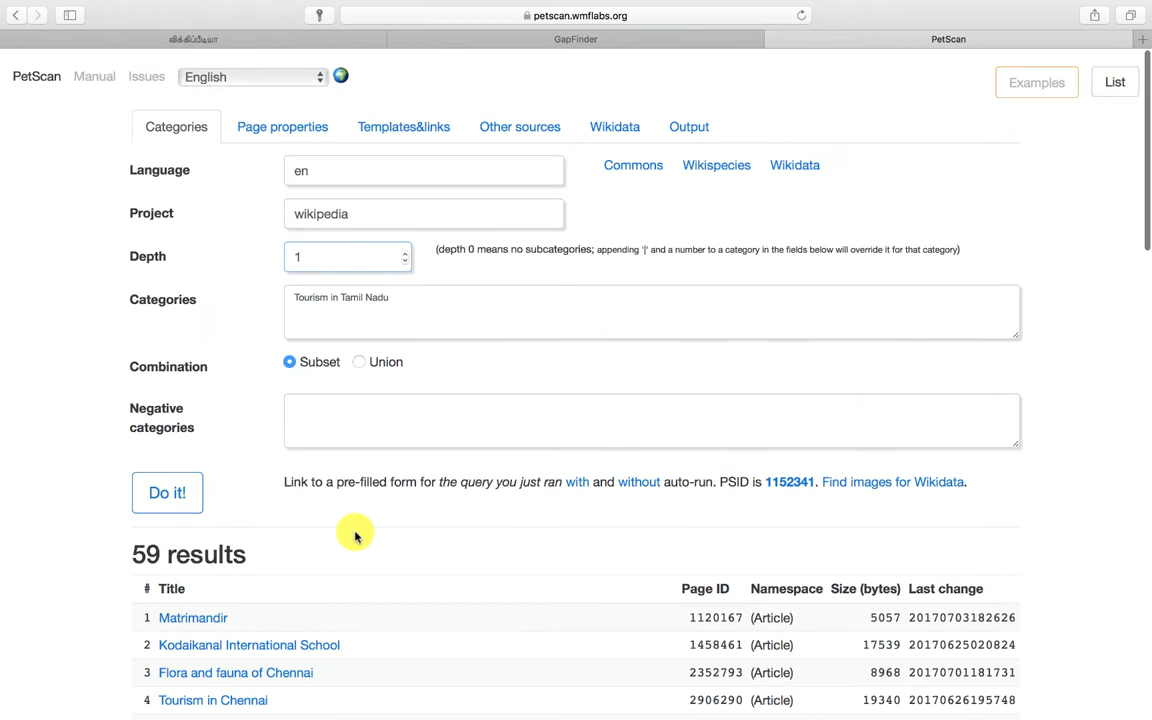 petscan.wmflabs.org
விக்கிப்பீடியா GapFinder PetScan
PetScan Manual Issues English Examples List
Categories Page properties Templates&links Other sources Wikidata Output
Language en Commons Wikispecies Wikidata
Project wikipedia
Depth 1 (depth 0 means no subcategories; appending '|' and a number to a category in the fields below will override it for that category)
Categories Tourism in Tamil Nadu
Combination Subset Union
Negative
categories
Do it! Link to a pre-filled form for the query you just ran with and without auto-run. PSID is 1152341. Find images for Wikidata.
59 results
# Title Page ID Namespace Size (bytes) Last change
1 Matrimandir 1120167 (Article) 5057 20170703182626
2 Kodaikanal International School 1458461 (Article) 17539 20170625020824
3 Flora and fauna of Chennai 2352793 (Article) 8968 20170701181731
4 Tourism in Chennai 2906290 (Article) 19340 20170626195748